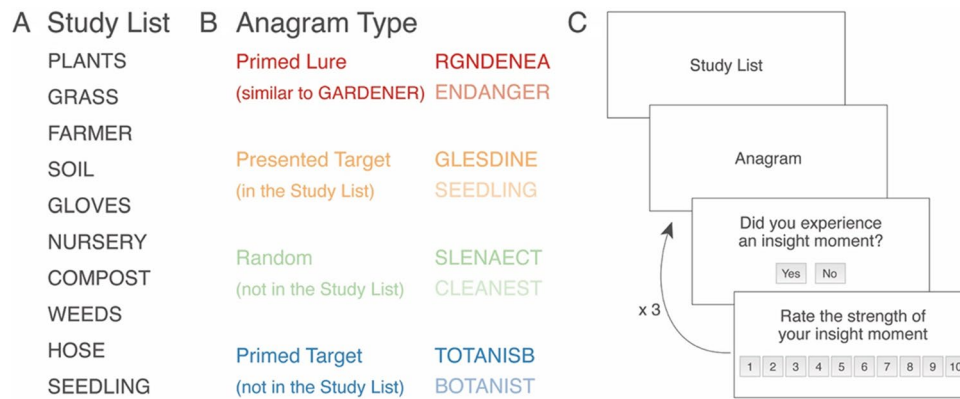 A Study List
PLANTS
GRASS
FARMER
SOIL
GLOVES
NURSERY
COMPOST
WEEDS
HOSE
SEEDLING
B Anagram Type
Primed Lure RGNDENEA
(similar to GARDENER) ENDANGER
Presented Target GLESDINE
(in the Study List) SEEDLING
Random SLENAECT
(not in the Study List) CLEANEST
Primed Target TOTANISB
(not in the Study List) BOTANIST
C
Study List
Anagram
Did you experience
an insight moment?
Yes No
x 3
Rate the strength of
your insight moment
1 2 3 4 5 6 7 8 9 10